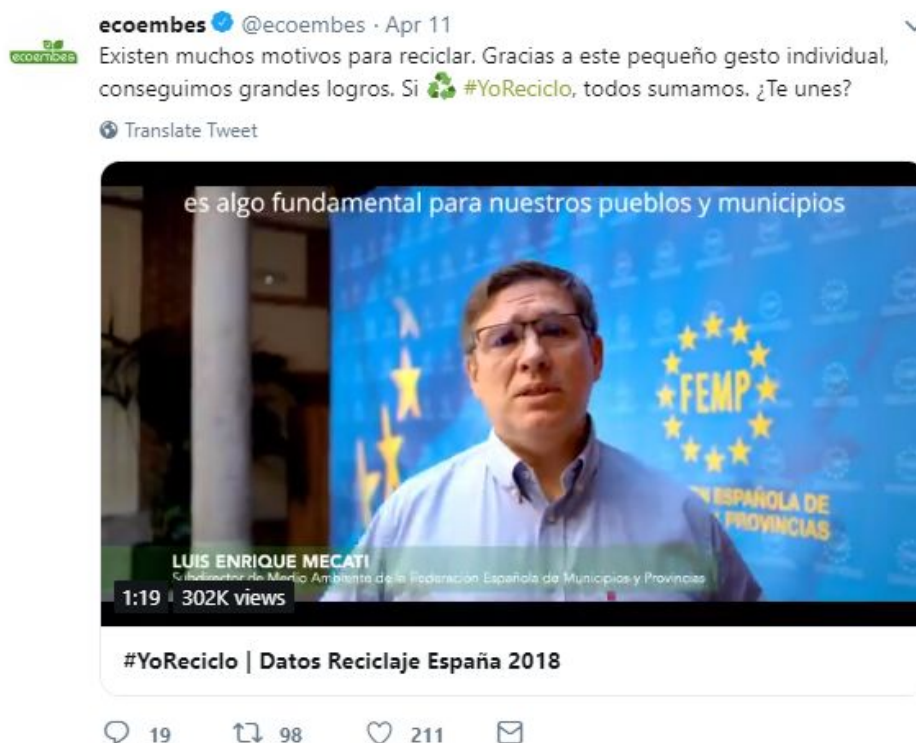 ecoembes @ecoembes · Apr 11
ecoembes
Existen muchos motivos para reciclar. Gracias a este pequeño gesto individual,
conseguimos grandes logros. Si #YoReciclo, todos sumamos. ¿Te unes?
Translate Tweet
es algo fundamental para nuestros pueblos y municipios
FEMP
N ESPAÑOLA DE
PROVINCIAS
LUIS ENRIQUE MECATI
Subdirector de Medio Ambiente de la Federación Española de Municipios y Provincias
1:19 302K views
#YoReciclo | Datos Reciclaje España 2018
19 98 211